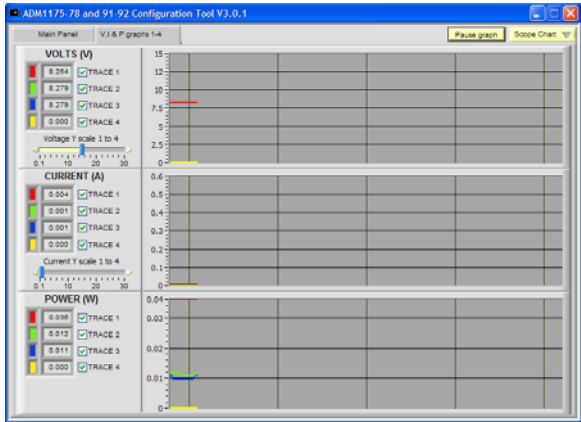 ADM1175-78 and 91-92 Configuration Tool V3.0.1
Main Panel V,I & P graphs 1-4 Pause graph Scope Chart
VOLTS (V)
8.264 TRACE 1
8.279 TRACE 2
8.279 TRACE 3
0.000 TRACE 4
Voltage Y scale 1 to 4
0.1 10 20 30
15
12
10
7.5
5
2.5
0
CURRENT (A)
0.004 TRACE 1
0.001 TRACE 2
0.001 TRACE 3
0.000 TRACE 4
Current Y scale 1 to 4
0.1 10 20 30
0.6
0.5
0.4
0.3
0.2
0.1
0
POWER (W)
0.036 TRACE 1
0.012 TRACE 2
0.011 TRACE 3
0.000 TRACE 4
0.04
0.03
0.02
0.01
0